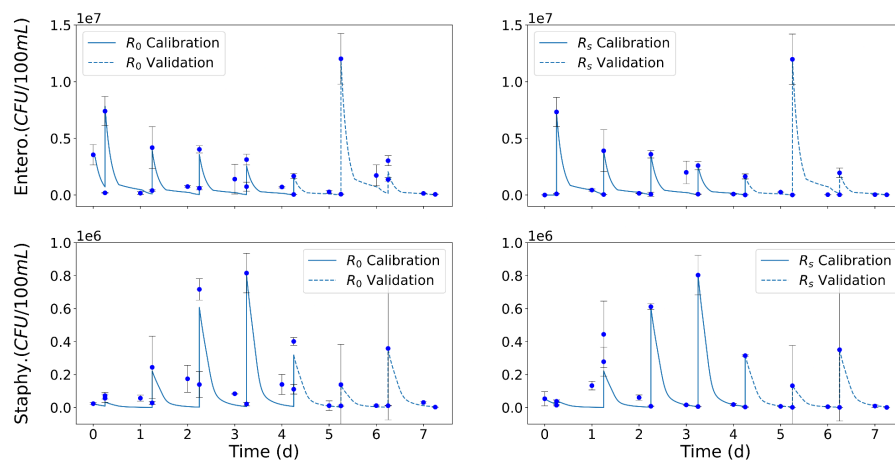 1e7
1e7
Entero.(CFU/100mL)
1.5
1.0
0.5
0.0
R₀ Calibration
R₀ Validation
1.5
1.0
0.5
0.0
Rₛ Calibration
Rₛ Validation
1e6
1e6
Staphy.(CFU/100mL)
1.0
0.8
0.6
0.4
0.2
0.0
R₀ Calibration
R₀ Validation
1.0
0.8
0.6
0.4
0.2
0.0
Rₛ Calibration
Rₛ Validation
0 1 2 3 4 5 6 7
0 1 2 3 4 5 6 7
Time (d)
Time (d)